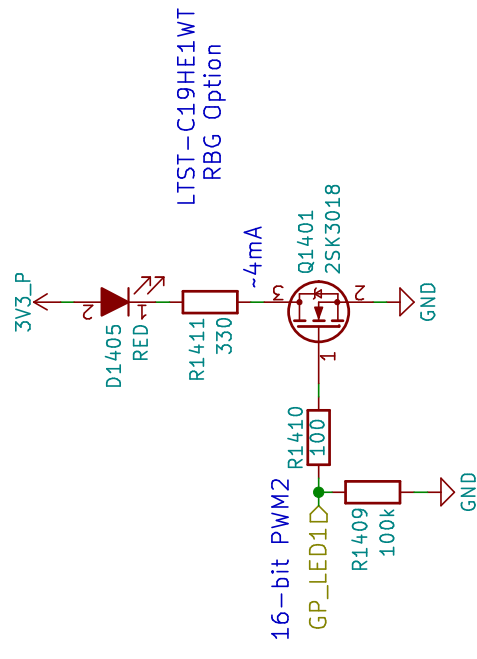 LTST-C19HE1WT
RBG Option
3V3_P
2
1
D1405
RED
R1411
330
~4mA
3
2
1
Q1401
2SK3018
GND
R1410
100
16-bit PWM2
GP_LED1
R1409
100k
GND